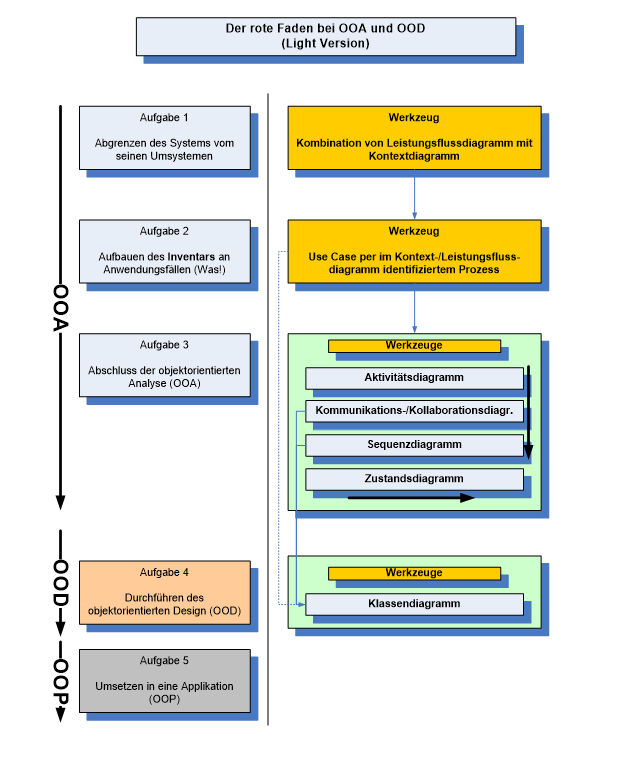 Der rote Faden bei OOA und OOD
(Light Version)
Aufgabe 1
Abgrenzen des Systems vom
seinen Umsystemen
Werkzeug
Kombination von Leistungsflussdiagramm mit
Kontextdiagramm
Aufgabe 2
Aufbauen des Inventars an
Anwendungsfällen (Was!)
Werkzeug
Use Case per im Kontext-/Leistungsfluss-
diagramm identifiziertem Prozess
OOA
Aufgabe 3
Abschluss der objektorientierten
Analyse (OOA)
Werkzeuge
Aktivitätsdiagramm
Kommunikations-/Kollaborationsdiagr.
Sequenzdiagramm
Zustandsdiagramm
OOD
Aufgabe 4
Durchführen des
objektorientierten Design (OOD)
Werkzeuge
Klassendiagramm
OOP
Aufgabe 5
Umsetzen in eine Applikation
(OOP)